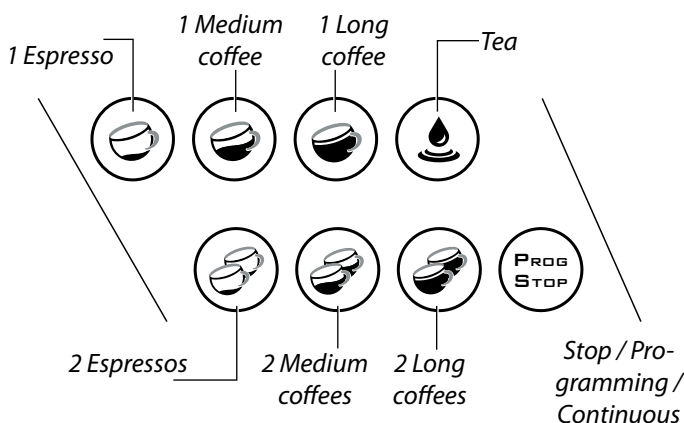 1 Espresso
1 Medium
coffee
1 Long
coffee
Tea
PROG
STOP
2 Espressos
2 Medium
coffees
2 Long
coffees
Stop / Pro-
gramming /
Continuous